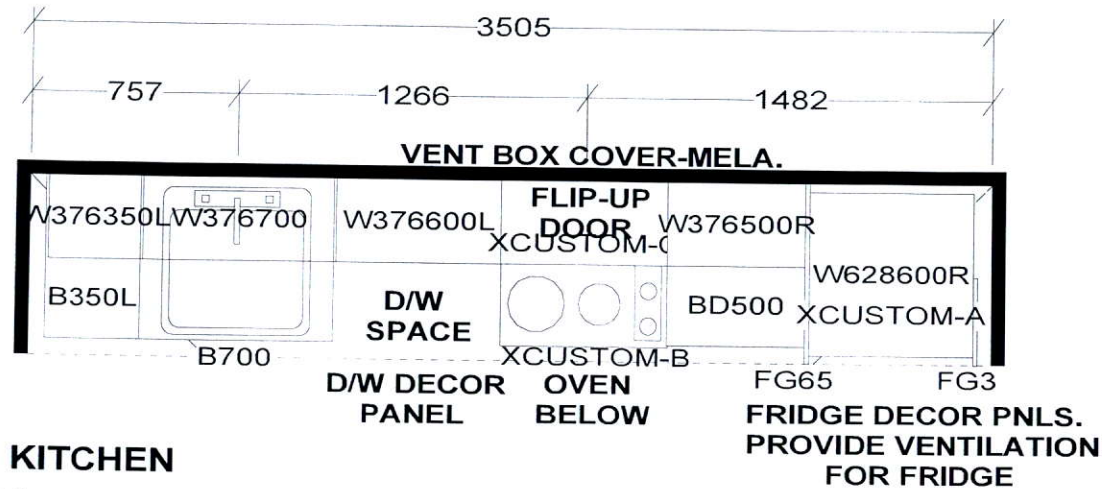 3505
757
1266
1482
VENT BOX COVER-MELA.
W376350L
W376700
W376600L
FLIP-UP
DOOR
XCUSTOM-C
W376500R
B350L
D/W
SPACE
BD500
W628600R
XCUSTOM-A
B700
XCUSTOM-B
D/W DECOR
PANEL
OVEN
BELOW
FG65
FG3
FRIDGE DECOR PNLS.
PROVIDE VENTILATION
FOR FRIDGE
KITCHEN